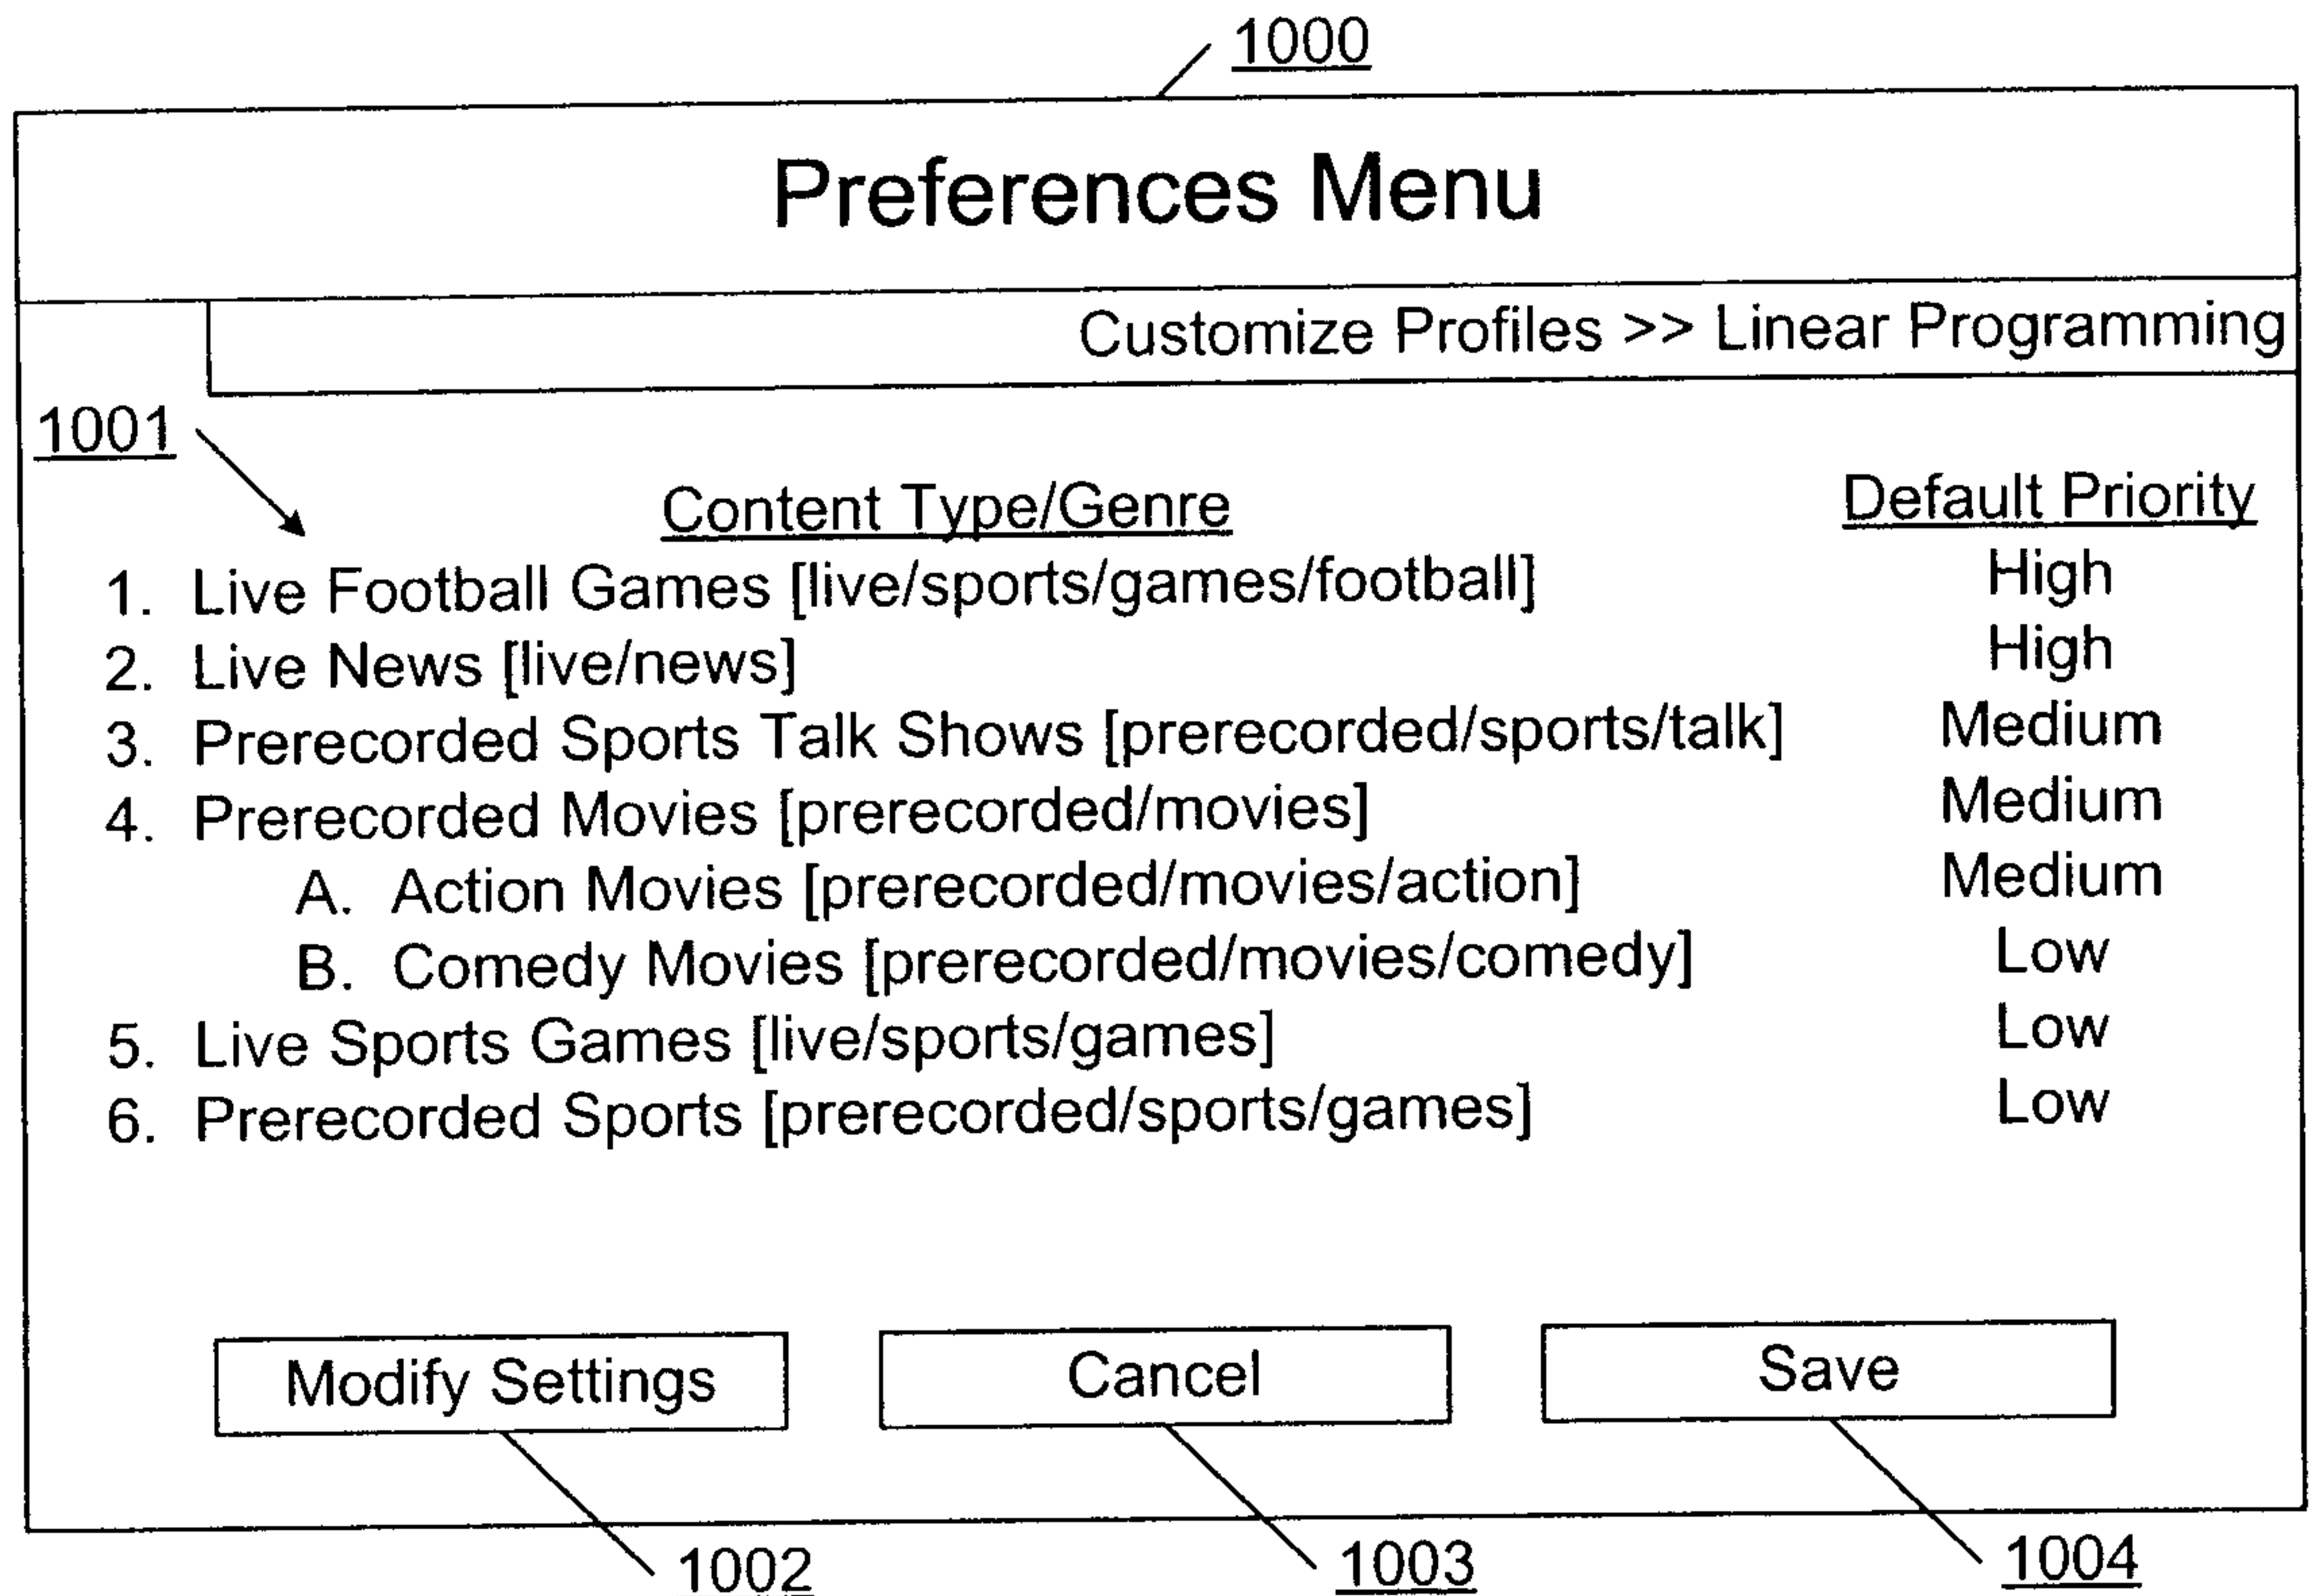 1000
Preferences Menu
Customize Profiles >> Linear Programming
1001
Content Type/Genre Default Priority
1. Live Football Games [live/sports/games/football] High
2. Live News [live/news] High
3. Prerecorded Sports Talk Shows [prerecorded/sports/talk] Medium
4. Prerecorded Movies [prerecorded/movies] Medium
A. Action Movies [prerecorded/movies/action] Medium
B. Comedy Movies [prerecorded/movies/comedy] Low
5. Live Sports Games [live/sports/games] Low
6. Prerecorded Sports [prerecorded/sports/games] Low
Modify Settings Cancel Save
1002 1003 1004